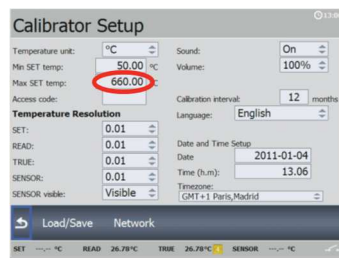 13:09
Calibrator Setup
Temperature unit: °C
Min SET temp: 50.00 °C
Max SET temp: 660.00 °C
Access code:
Temperature Resolution
SET: 0.01
READ: 0.01
TRUE: 0.01
SENSOR: 0.01
SENSOR visible: Visible
Sound: On
Volume: 100%
Calibration interval: 12 months
Language: English
Date and Time Setup
Date 2011-01-04
Time (h.m): 13.06
Timezone:
GMT+1 Paris,Madrid
Load/Save Network
SET ---.-- °C READ 26.78°C TRUE 26.78°C SENSOR ---.-- °C